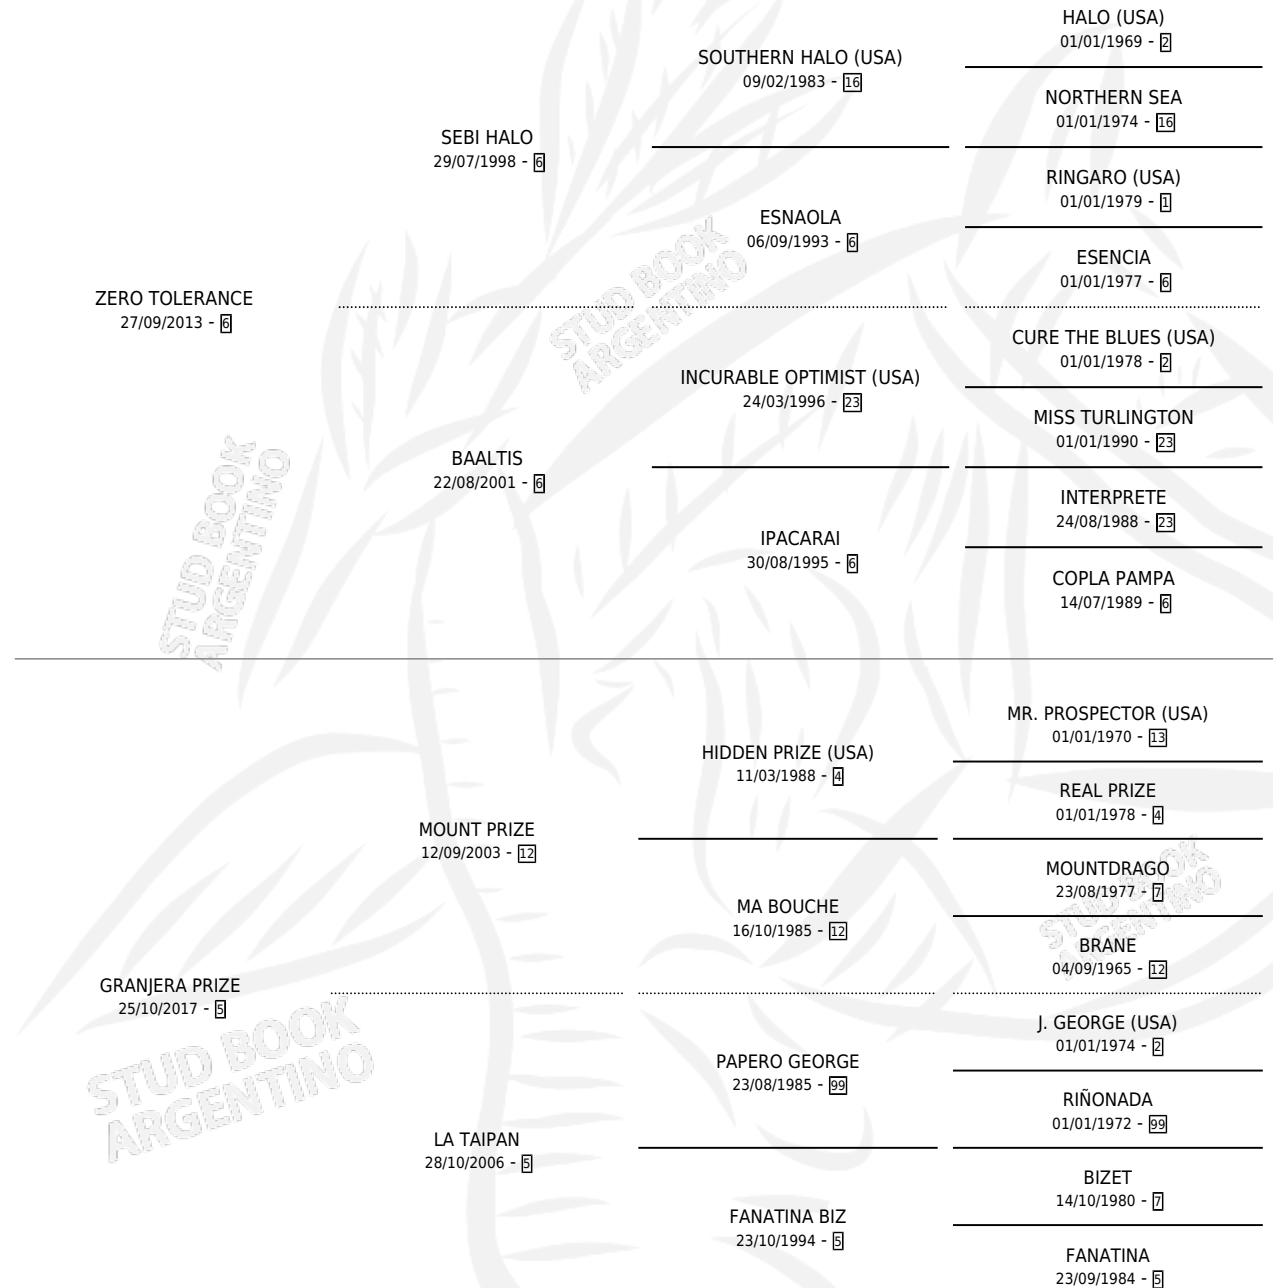 HALO (USA)
01/01/1969 - 2
SOUTHERN HALO (USA)
09/02/1983 - 16
NORTHERN SEA
01/01/1974 - 16
SEBI HALO
29/07/1998 - 6
RINGARO (USA)
01/01/1979 - 1
ESNAOLA
06/09/1993 - 6
ESENCIA
01/01/1977 - 6
ZERO TOLERANCE
27/09/2013 - 6
CURE THE BLUES (USA)
01/01/1978 - 2
INCURABLE OPTIMIST (USA)
24/03/1996 - 23
MISS TURLINGTON
01/01/1990 - 23
BAALTIS
22/08/2001 - 6
INTERPRETE
24/08/1988 - 23
IPACARAI
30/08/1995 - 6
COPLA PAMPA
14/07/1989 - 6
STUD BOOK
ARGENTINO
STUD BOOK
ARGENTINO
MR. PROSPECTOR (USA)
01/01/1970 - 13
HIDDEN PRIZE (USA)
11/03/1988 - 4
REAL PRIZE
01/01/1978 - 4
MOUNT PRIZE
12/09/2003 - 12
MOUNTDRAGO
23/08/1977 - 7
MA BOUCHE
16/10/1985 - 12
BRANE
04/09/1965 - 12
GRANJERA PRIZE
25/10/2017 - 5
J. GEORGE (USA)
01/01/1974 - 2
PAPERO GEORGE
23/08/1985 - 99
RIÑONADA
01/01/1972 - 99
LA TAIPAN
28/10/2006 - 5
BIZET
14/10/1980 - 7
FANATINA BIZ
23/10/1994 - 5
FANATINA
23/09/1984 - 5
STUD BOOK
ARGENTINO
STUD BOOK
ARGENTINO